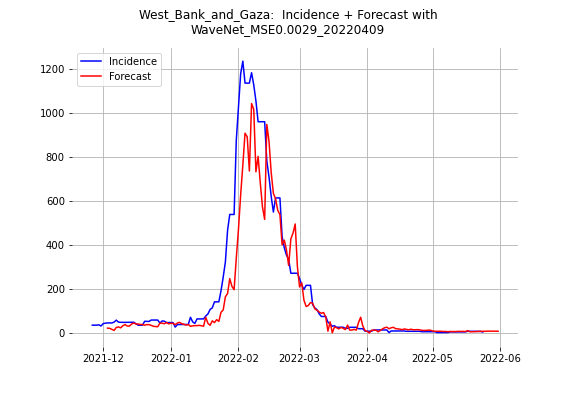 West_Bank_and_Gaza:  Incidence + Forecast with
WaveNet_MSE0.0029_20220409
Incidence
Forecast
1200
1000
800
600
400
200
0
2021-12 2022-01 2022-02 2022-03 2022-04 2022-05 2022-06